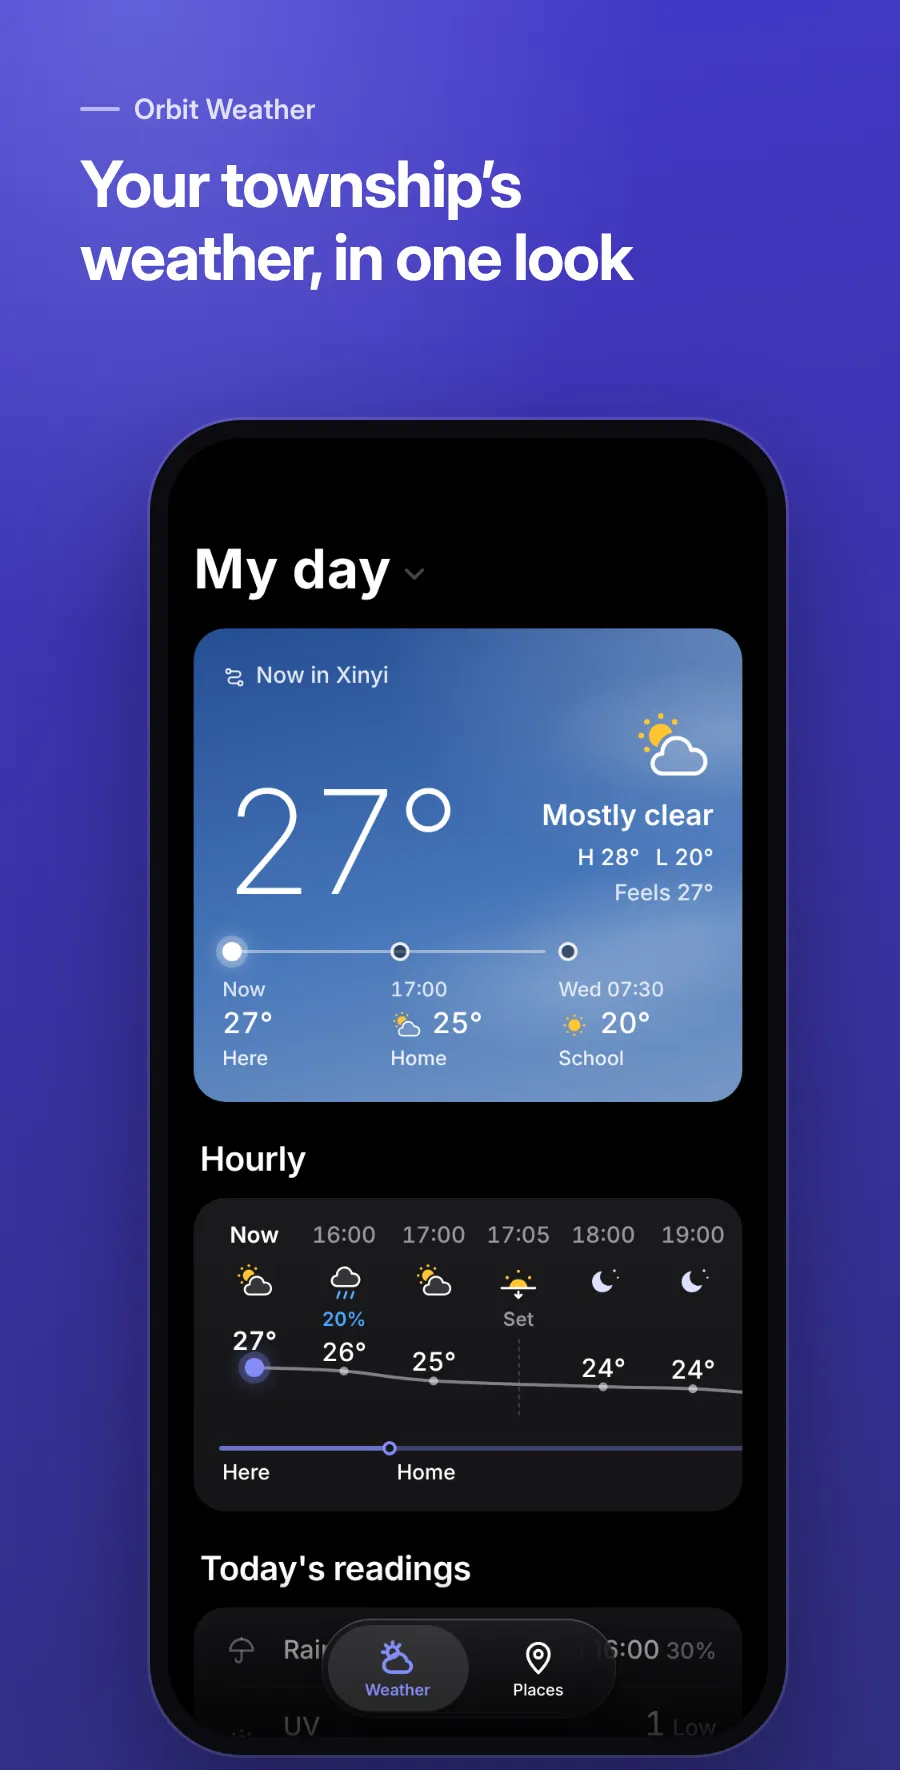 Orbit Weather
Your township’s
weather, in one look
My day
Now in Xinyi
27°
Mostly clear
H 28° L 20°
Feels 27°
Now 17:00 Wed 07:30
27° 25° 20°
Here Home School
Hourly
Now 16:00 17:00 17:05 18:00 19:00
20% Set
27° 26° 25° 24° 24°
Here Home
Today's readings
16:00 30%
Weather Places
UV 1 Low